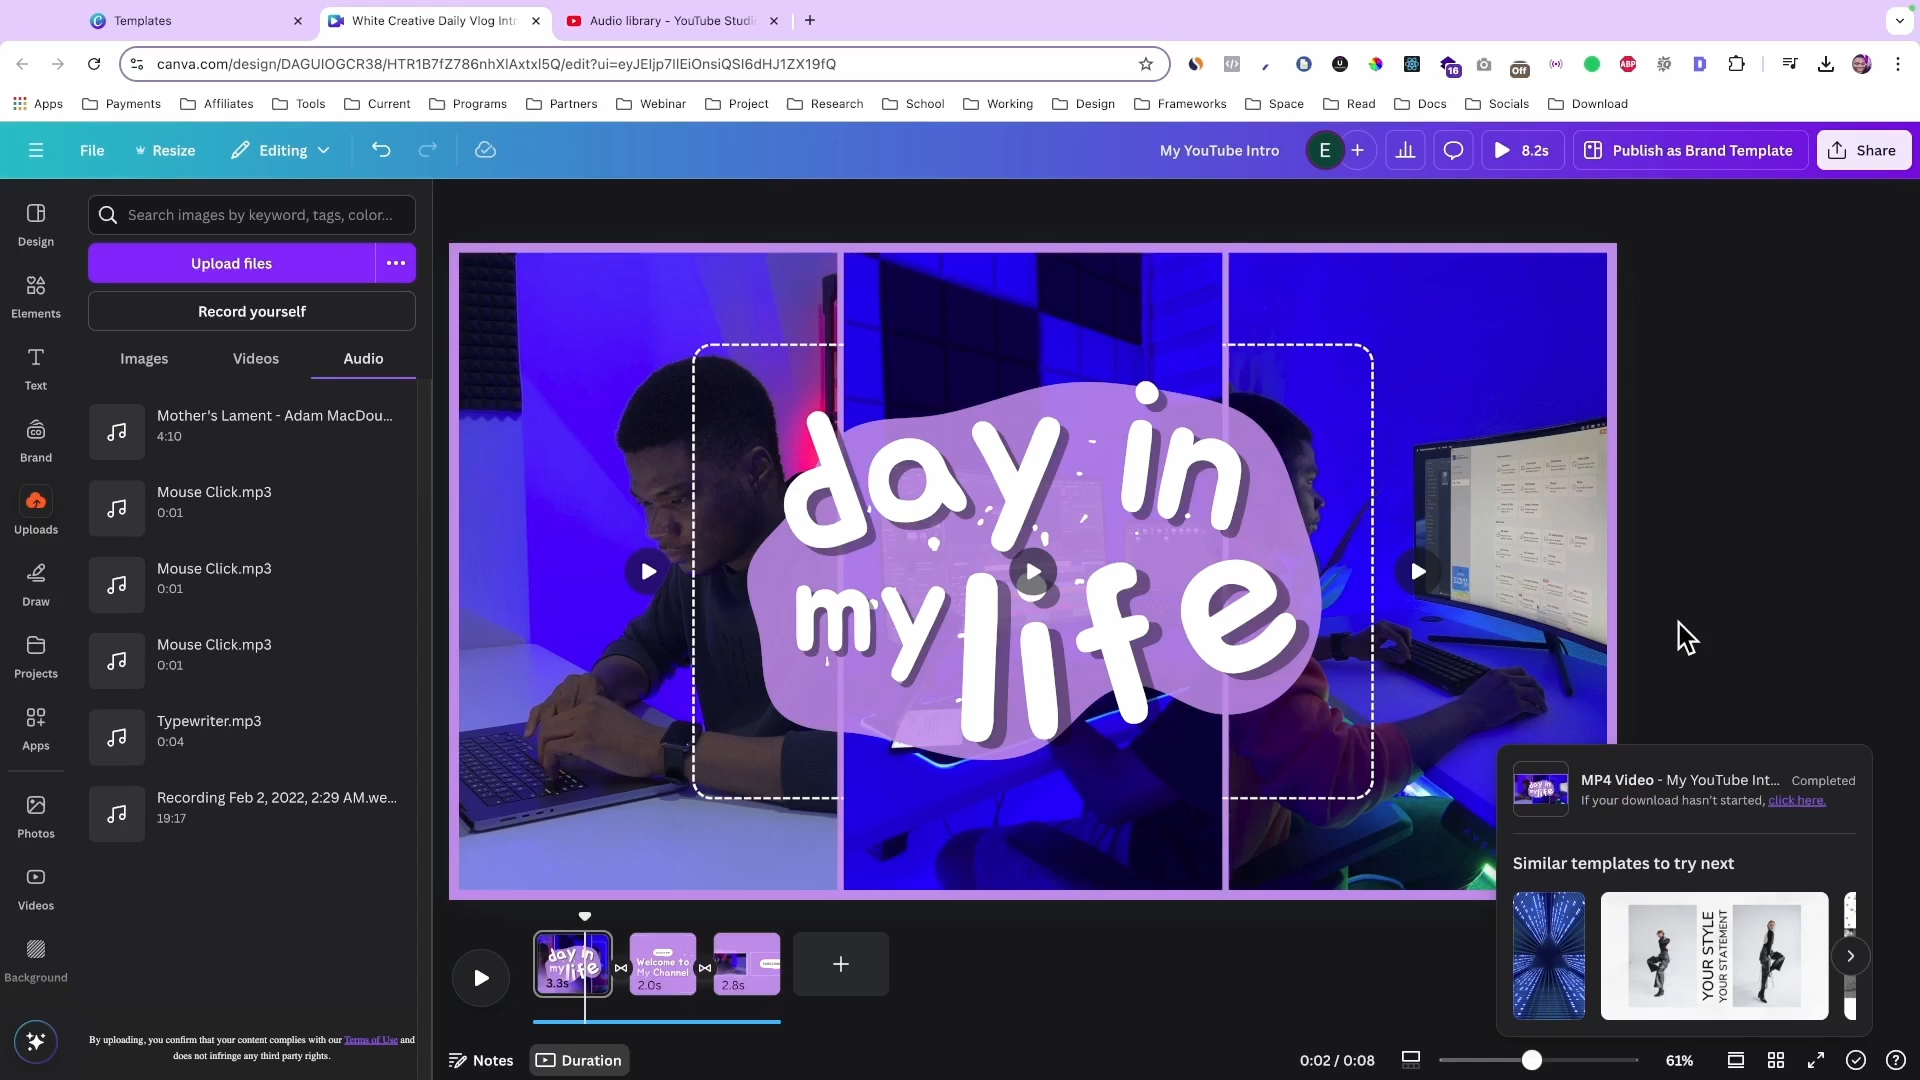 Templates
White Creative Daily Vlog Intr
Audio library - YouTube Studi
canva.com/design/DAGUIOGCR38/HTR1B7fZ786nhXlAxtxl5Q/edit?ui=eyJEIjp7IlEiOnsiQSI6dHJ1ZX19fQ
16
Off
ABP
Apps
Payments
Affiliates
Tools
Current
Programs
Partners
Webinar
Project
Research
School
Working
Design
Frameworks
Space
Read
Docs
Socials
Download
File
Resize
Editing
My YouTube Intro
E
8.2s
Publish as Brand Template
Share
Design
Elements
Text
Brand
Uploads
Draw
Projects
Apps
Photos
Videos
Background
Search images by keyword, tags, color...
Upload files
Record yourself
Images
Videos
Audio
Mother's Lament - Adam MacDou...
4:10
Mouse Click.mp3
0:01
Mouse Click.mp3
0:01
Mouse Click.mp3
0:01
Typewriter.mp3
0:04
Recording Feb 2, 2022, 2:29 AM.we...
19:17
By uploading, you confirm that your content complies with our Terms of Use and
does not infringe any third party rights.
day in
my life
MP4 Video - My YouTube Int...
Completed
If your download hasn't started, click here.
Similar templates to try next
YOUR STYLE
YOUR STATEMENT
day in
my life
3.3s
Welcome to
My Channel
2.0s
2.8s
Notes
Duration
0:02 / 0:08
61%